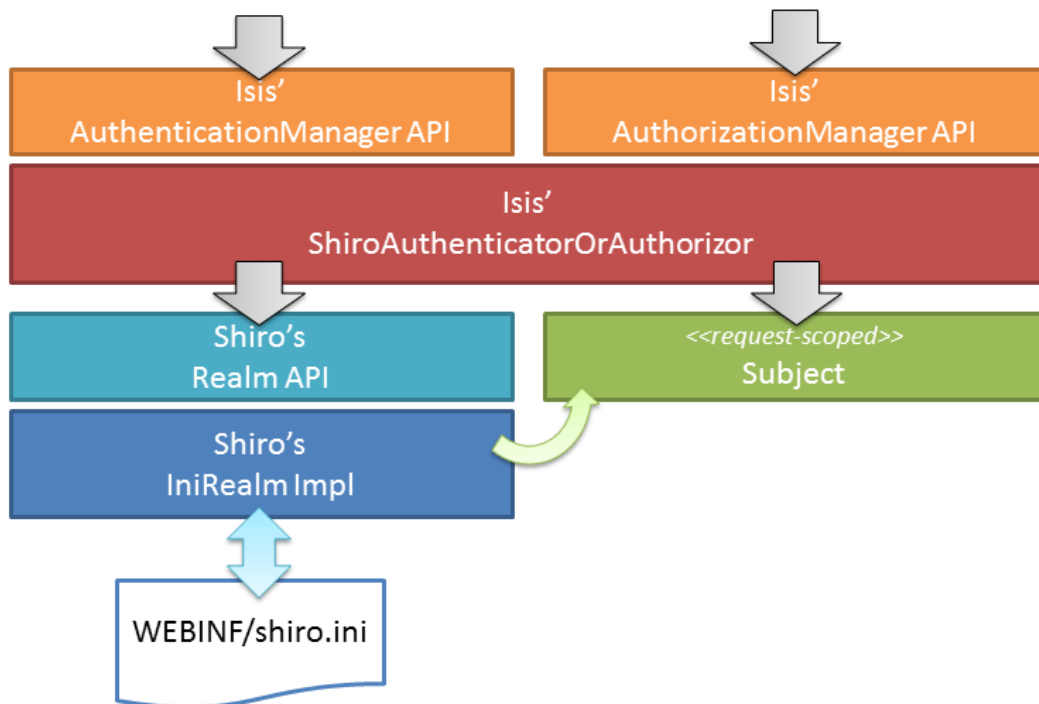 Isis’
AuthenticationManager API
Isis’
AuthorizationManager API
Isis’
ShiroAuthenticatorOrAuthorizor
Shiro’s
Realm API
<<request-scoped>>
Subject
Shiro’s
IniRealm Impl
WEBINF/shiro.ini